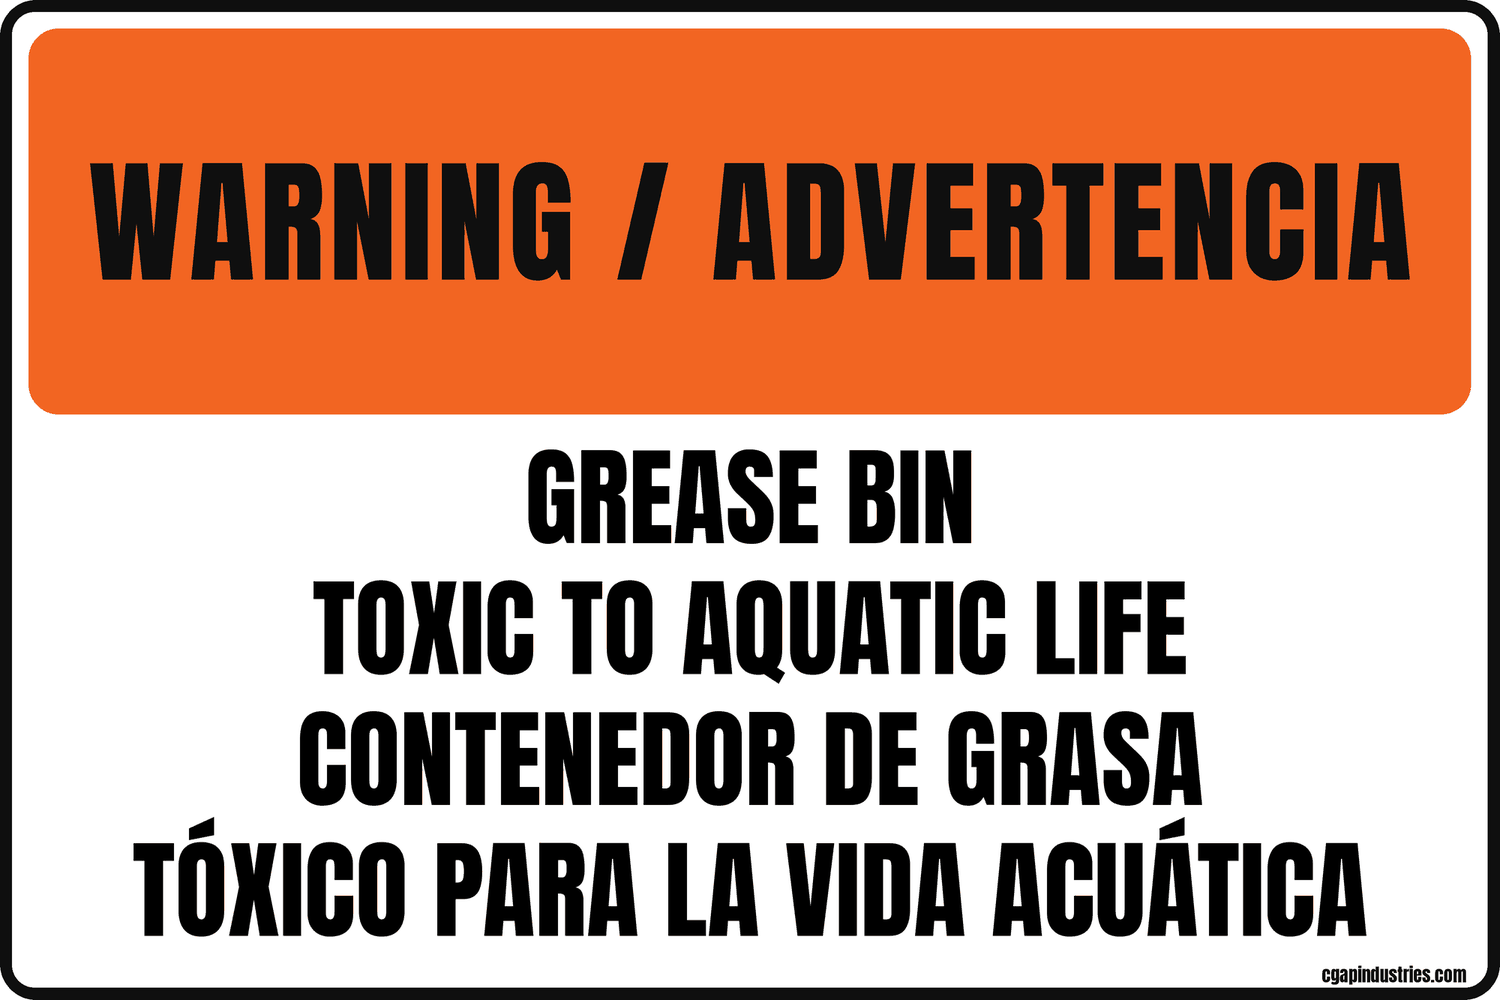 WARNING / ADVERTENCIA
GREASE BIN
TOXIC TO AQUATIC LIFE
CONTENEDOR DE GRASA
TÓXICO PARA LA VIDA ACUÁTICA
cgapindustries.com